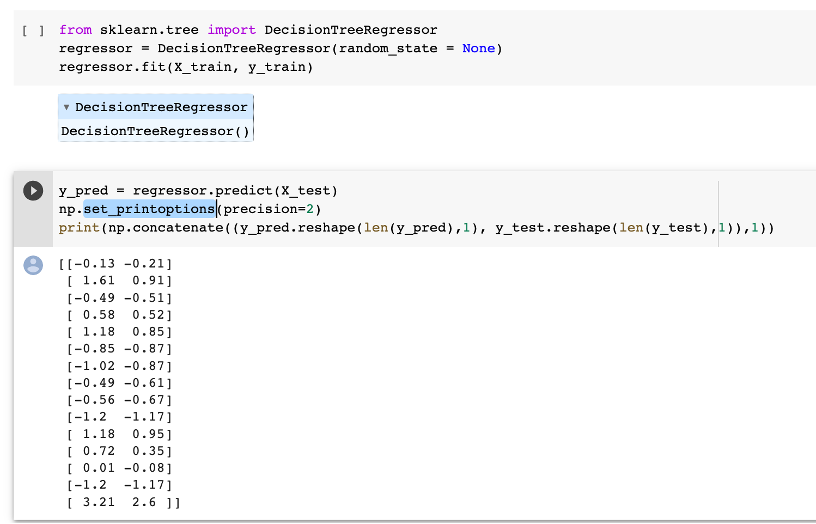 [ ] from sklearn.tree import DecisionTreeRegressor
regressor = DecisionTreeRegressor(random_state = None)
regressor.fit(X_train, y_train)
▾ DecisionTreeRegressor
DecisionTreeRegressor()
y_pred = regressor.predict(X_test)
np.set_printoptions(precision=2)
print(np.concatenate((y_pred.reshape(len(y_pred),1), y_test.reshape(len(y_test),1)),1))
[[-0.13 -0.21]
 [ 1.61  0.91]
 [-0.49 -0.51]
 [ 0.58  0.52]
 [ 1.18  0.85]
 [-0.85 -0.87]
 [-1.02 -0.87]
 [-0.49 -0.61]
 [-0.56 -0.67]
 [-1.2  -1.17]
 [ 1.18  0.95]
 [ 0.72  0.35]
 [ 0.01 -0.08]
 [-1.2  -1.17]
 [ 3.21  2.6 ]]